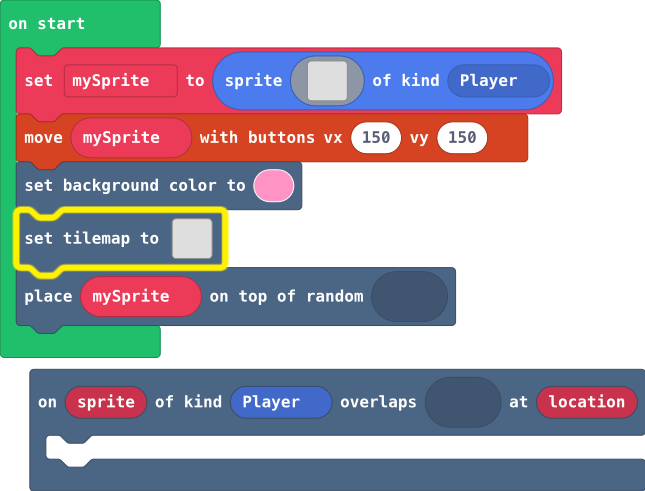 on start
set mySprite to sprite of kind Player
move mySprite with buttons vx 150 vy 150
set background color to
set tilemap to
place mySprite on top of random
on sprite of kind Player overlaps at location